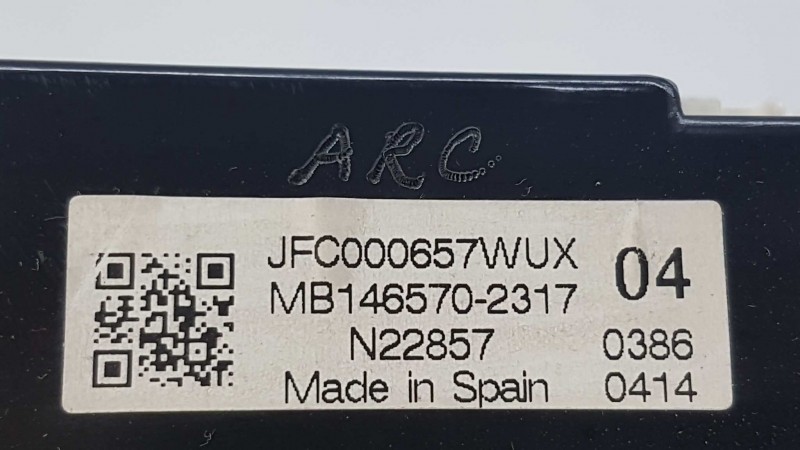 ARC
JFC000657WUX 04
MB146570-2317
N22857 0386
Made in Spain 0414